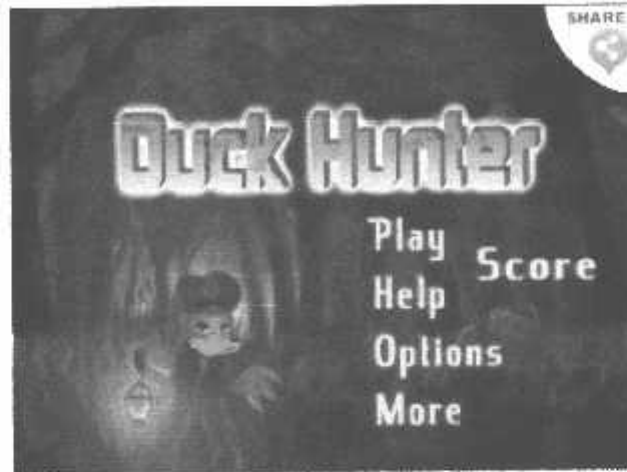 SHARE
Duck Hunter
Play
Score
Help
Options
More